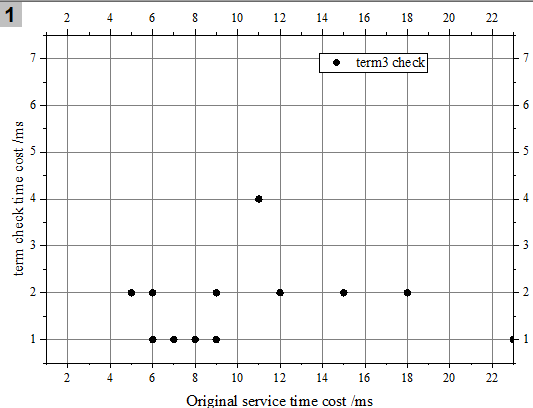 1
2 4 6 8 10 12 14 16 18 20 22
term3 check
7 7
6 6
5 5
4 4
3 3
2 2
1 1
term check time cost /ms
2 4 6 8 10 12 14 16 18 20 22
Original service time cost /ms